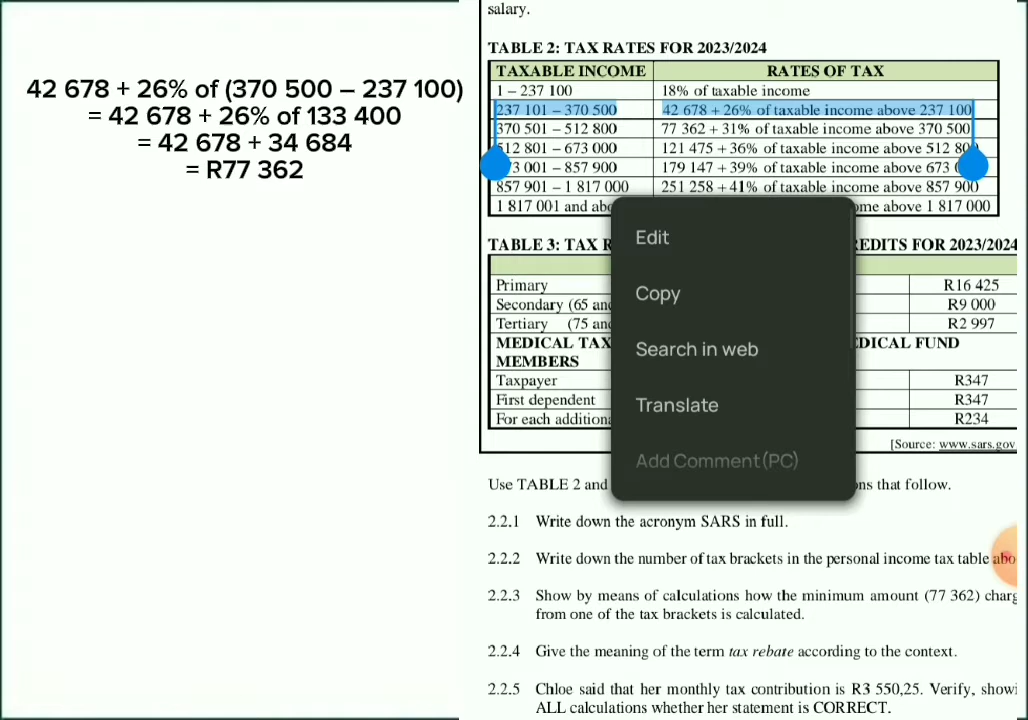 42 678 + 26% of (370 500 – 237 100)
= 42 678 + 26% of 133 400
= 42 678 + 34 684
= R77 362
salary.
TABLE 2: TAX RATES FOR 2023/2024
TAXABLE INCOME RATES OF TAX
1 – 237 100 18% of taxable income
237 101 – 370 500 42 678 + 26% of taxable income above 237 100
370 501 – 512 800 77 362 + 31% of taxable income above 370 500
512 801 – 673 000 121 475 + 36% of taxable income above 512 80
73 001 – 857 900 179 147 + 39% of taxable income above 673
857 901 – 1 817 000 251 258 + 41% of taxable income above 857 900
1 817 001 and above 1 817 000
TABLE 3: TAX FOR 2023/2024
Primary R16 425
Secondary (65 R9 000
Tertiary (75 R2 997
MEDICAL TAX FUND
MEMBERS
Taxpayer R347
First dependent R347
For each R234
[Source: www.sars.gov
Edit
Copy
Search in web
Translate
Add Comment(PC)
Use TABLE 2 and that follow.
2.2.1 Write down the acronym SARS in full.
2.2.2 Write down the number of tax brackets in the personal income tax table abo
2.2.3 Show by means of calculations how the minimum amount (77 362) charg
from one of the tax brackets is calculated.
2.2.4 Give the meaning of the term tax rebate according to the context.
2.2.5 Chloe said that her monthly tax contribution is R3 550,25. Verify, showi
ALL calculations whether her statement is CORRECT.